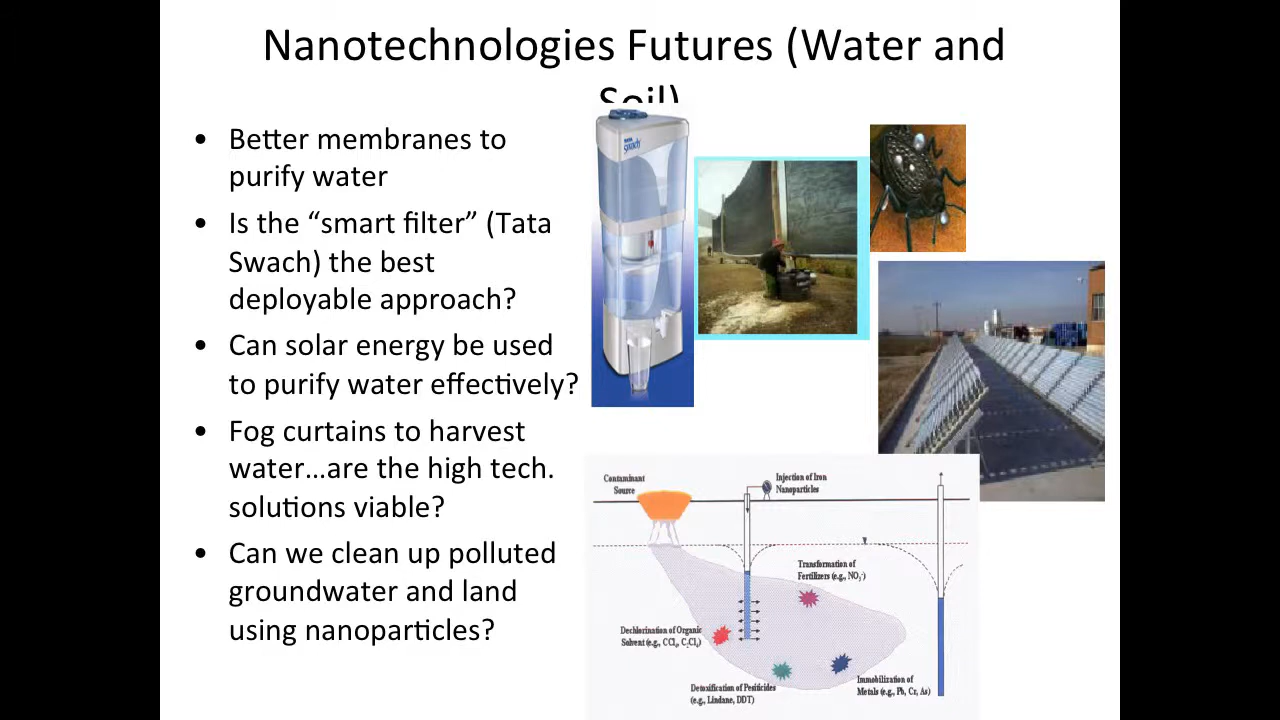 Nanotechnologies Futures (Water and
Soil)
• Better membranes to
purify water
• Is the “smart filter” (Tata
Swach) the best
deployable approach?
• Can solar energy be used
to purify water effectively?
• Fog curtains to harvest
water...are the high tech.
solutions viable?
• Can we clean up polluted
groundwater and land
using nanoparticles?
TATA
swach
Contaminant
Source
Injection of Iron
Nanoparticles
Transformation of
Fertilizers (e.g., NO₃⁻)
Dechlorination of Organic
Solvent (e.g., CCl₄, C₂Cl₄)
Detoxification of Pesticides
(e.g., Lindane, DDT)
Immobilization of
Metals (e.g., Pb, Cr, As)